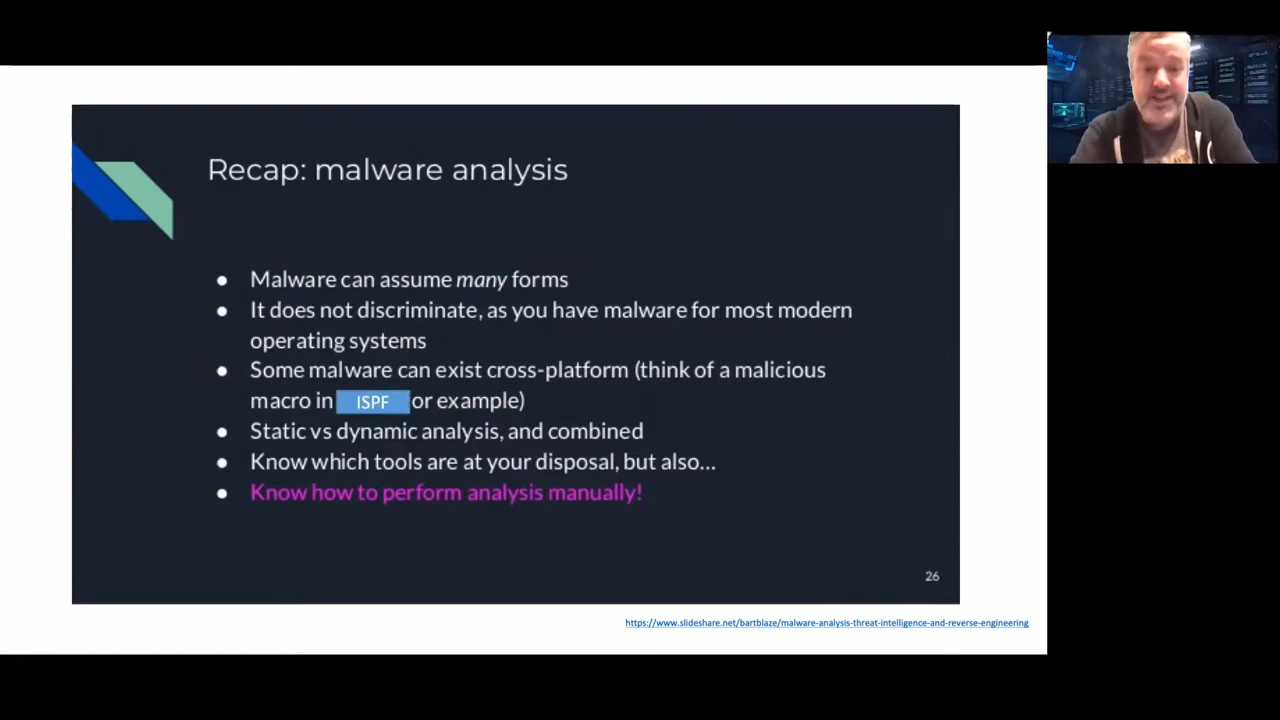 Recap: malware analysis
● Malware can assume many forms
● It does not discriminate, as you have malware for most modern
operating systems
● Some malware can exist cross-platform (think of a malicious
macro in ISPF or example)
● Static vs dynamic analysis, and combined
● Know which tools are at your disposal, but also...
● Know how to perform analysis manually!
26
https://www.slideshare.net/bartblaze/malware-analysis-threat-intelligence-and-reverse-engineering